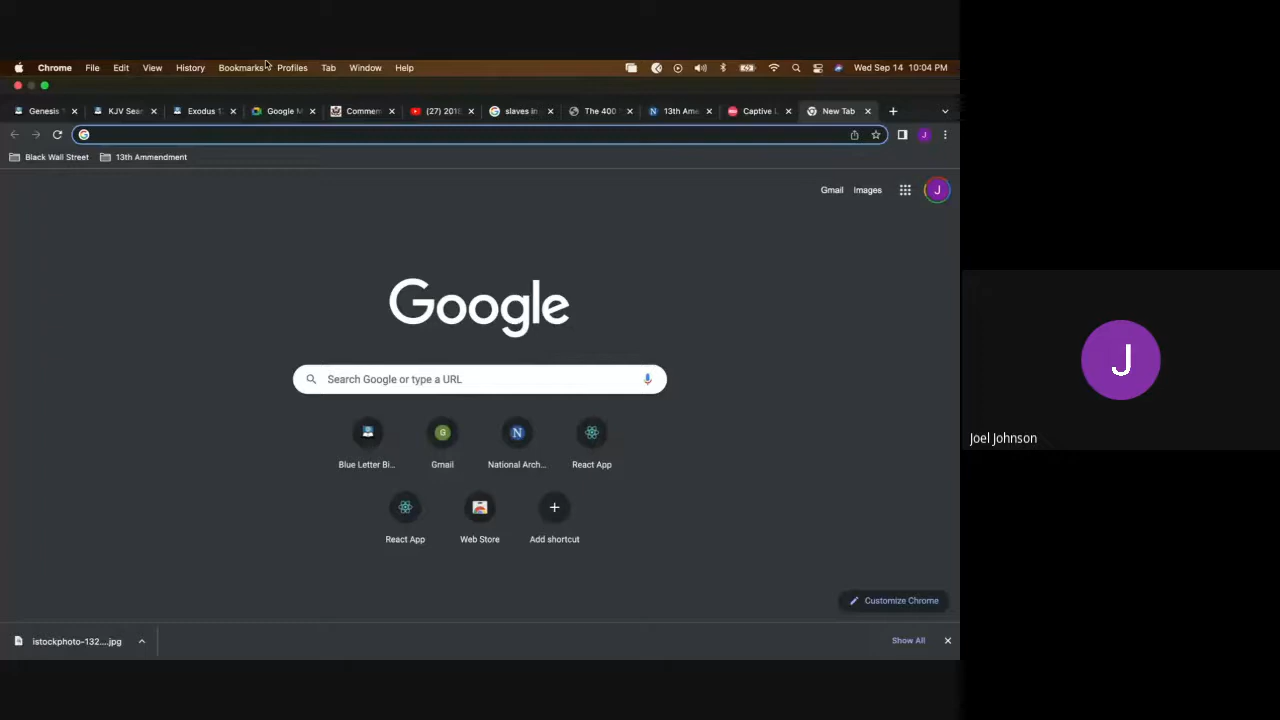 Chrome File Edit View History Bookmarks Profiles Tab Window Help Wed Sep 14 10:04 PM
Genesis KJV Sea Exodus 1 Google M Commen (27) 201 slaves in The 400 13th Ame Captive L New Tab
Black Wall Street 13th Ammendment
Gmail Images J
Google
Search Google or type a URL
Blue Letter Bi... Gmail National Arch... React App
React App Web Store Add shortcut
Customize Chrome
istockphoto-132....jpg Show All
J
Joel Johnson